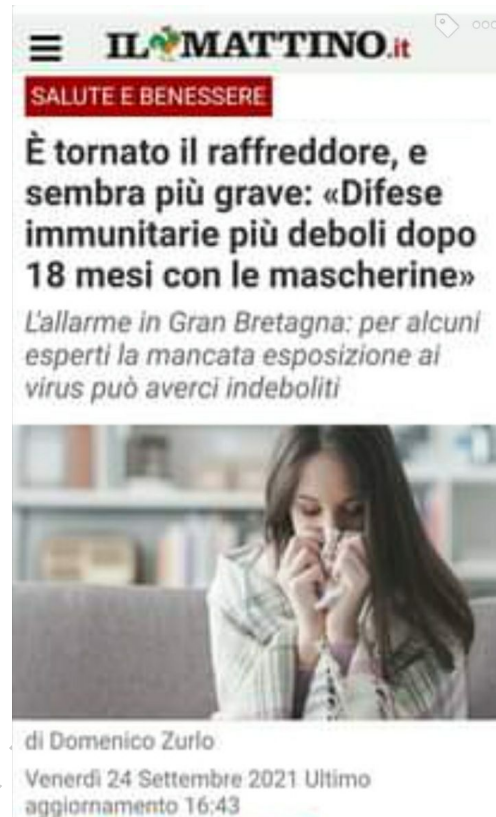 IL MATTINO.it
SALUTE E BENESSERE
È tornato il raffreddore, e
sembra più grave: «Difese
immunitarie più deboli dopo
18 mesi con le mascherine»
L'allarme in Gran Bretagna: per alcuni
esperti la mancata esposizione ai
virus può averci indeboliti
di Domenico Zurlo
Venerdì 24 Settembre 2021 Ultimo
aggiornamento 16:43